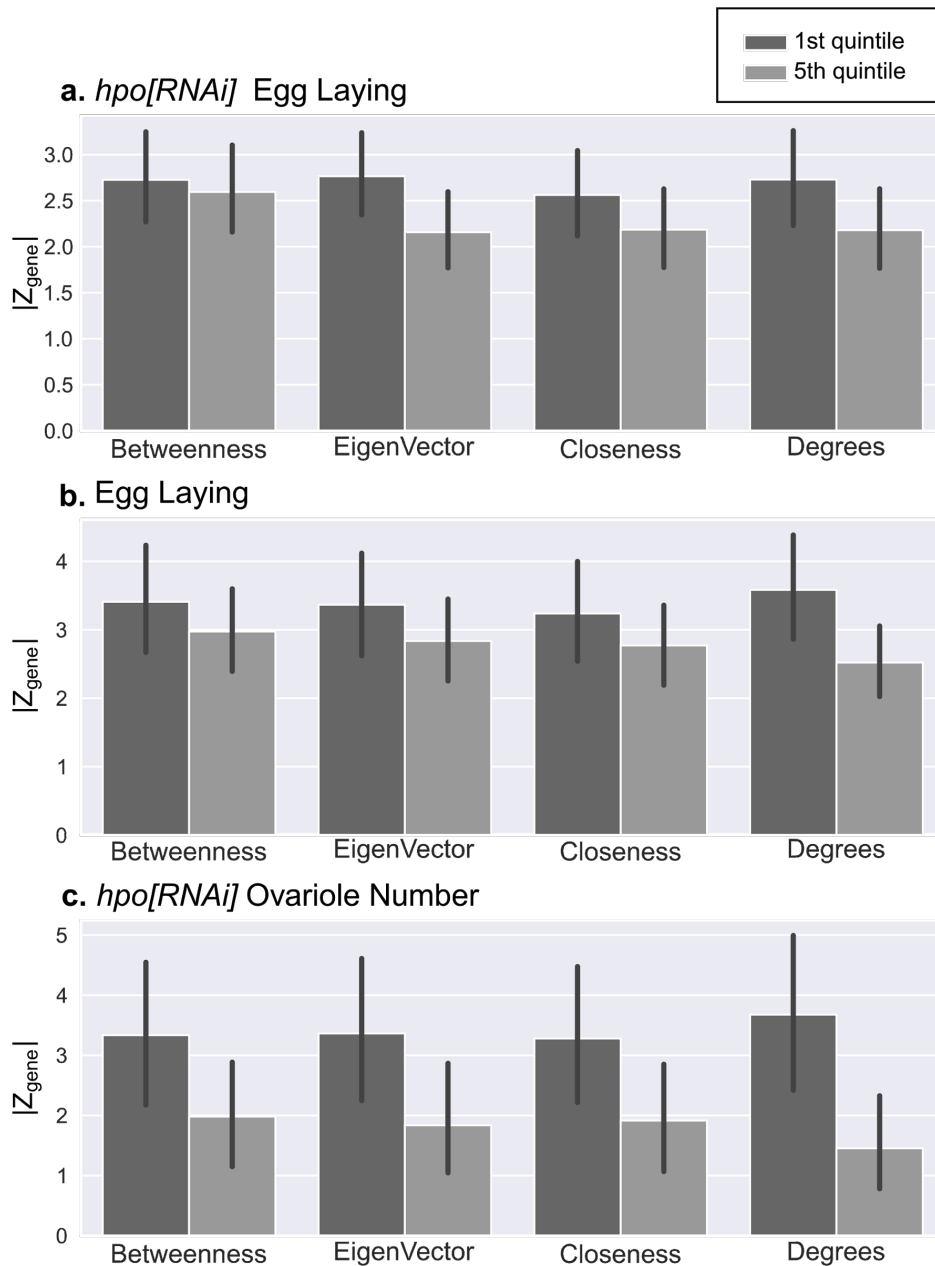 1st quintile
5th quintile
a. hpo[RNAi] Egg Laying
3.0
2.5
2.0
1.5
1.0
0.5
0.0
|Zgene|
Betweenness EigenVector Closeness Degrees
b. Egg Laying
4
3
2
1
0
|Zgene|
Betweenness EigenVector Closeness Degrees
c. hpo[RNAi] Ovariole Number
5
4
3
2
1
0
|Zgene|
Betweenness EigenVector Closeness Degrees